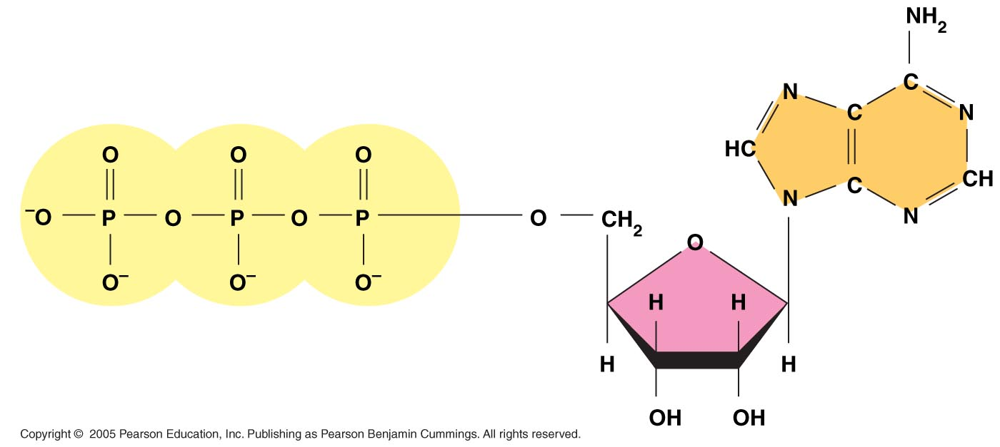 NH2
N C N
C
HC CH
N C N
O O O
⁻O P O P O P O CH2
O⁻ O⁻ O⁻
O
H H
H H
OH OH
Copyright © 2005 Pearson Education, Inc. Publishing as Pearson Benjamin Cummings. All rights reserved.